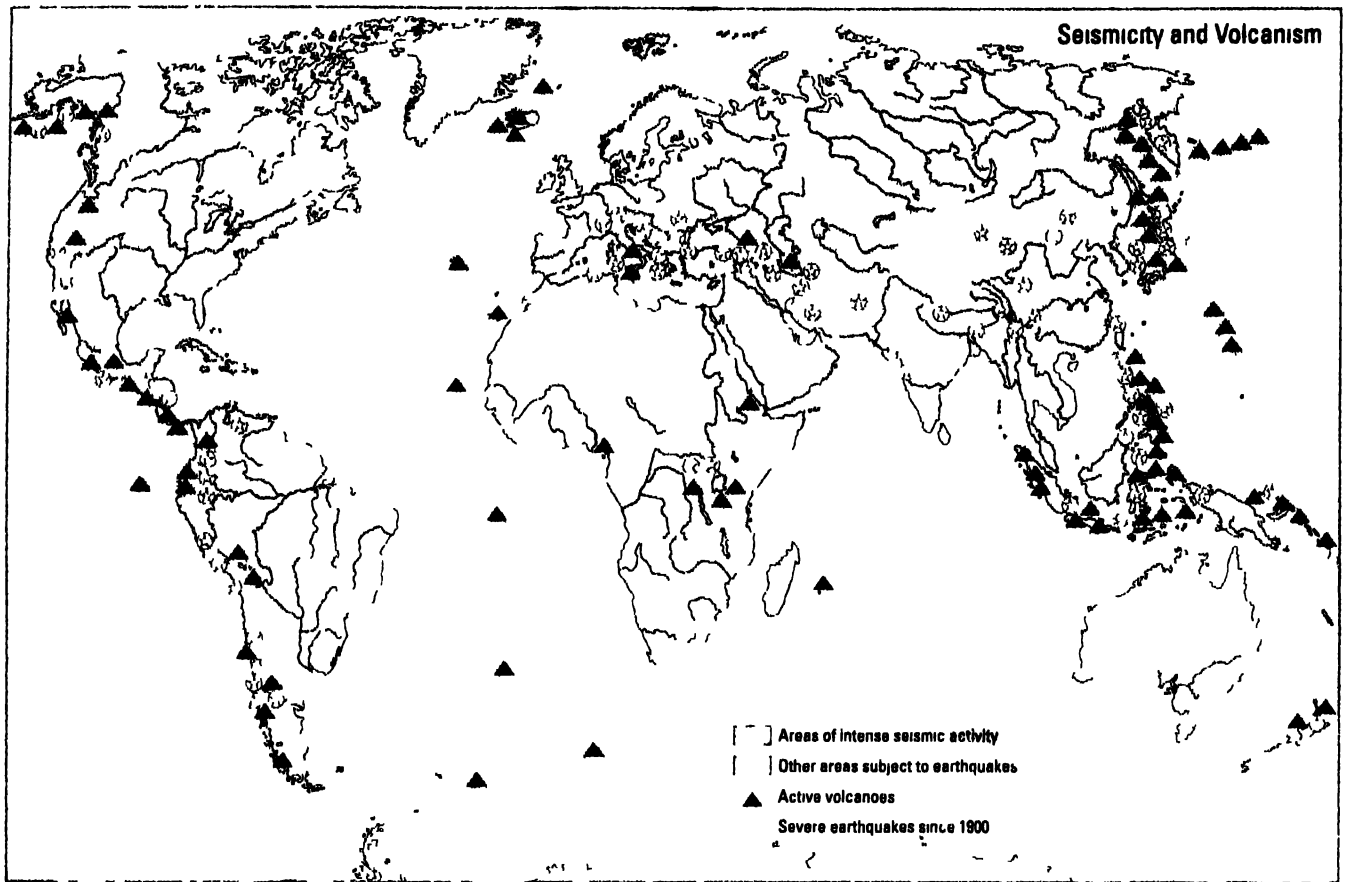 Seismicity and Volcanism
Areas of intense seismic activity
Other areas subject to earthquakes
Active volcanoes
Severe earthquakes since 1900